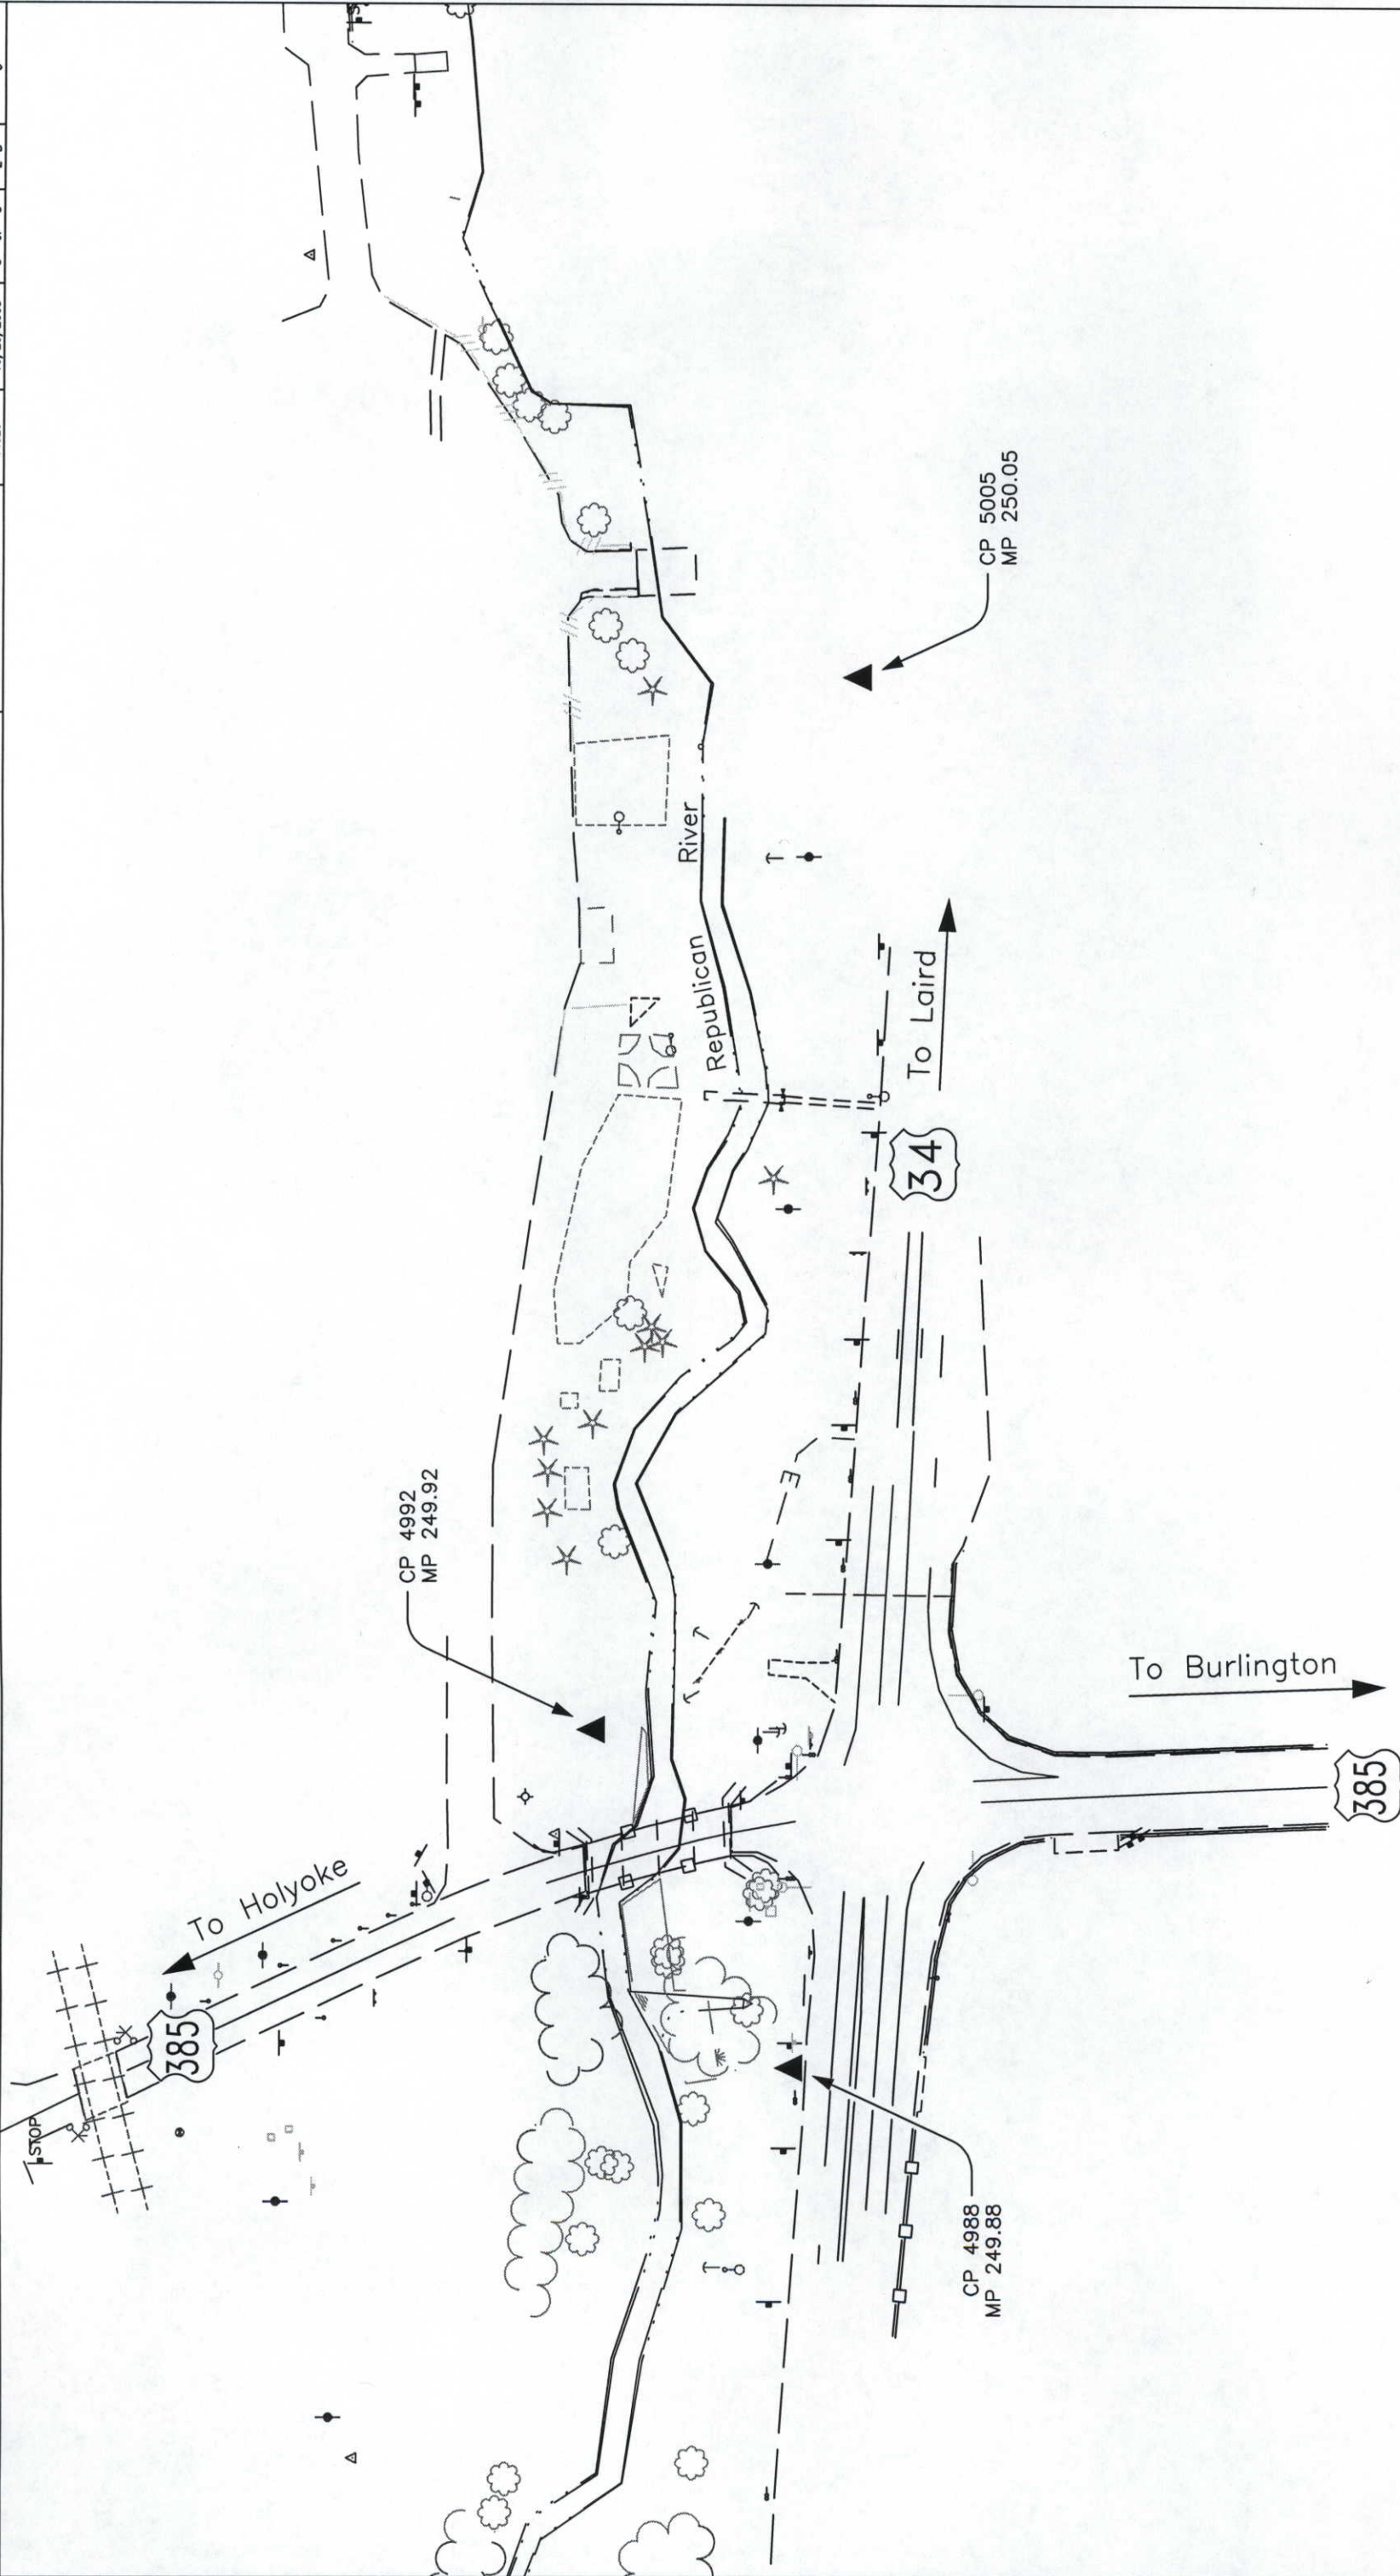 CP 5005
MP 250.05
River
Republican
To Laird
34
E
CP 4992
MP 249.92
To Burlington
385
To Holyoke
385
STOP
CP 4988
MP 249.88